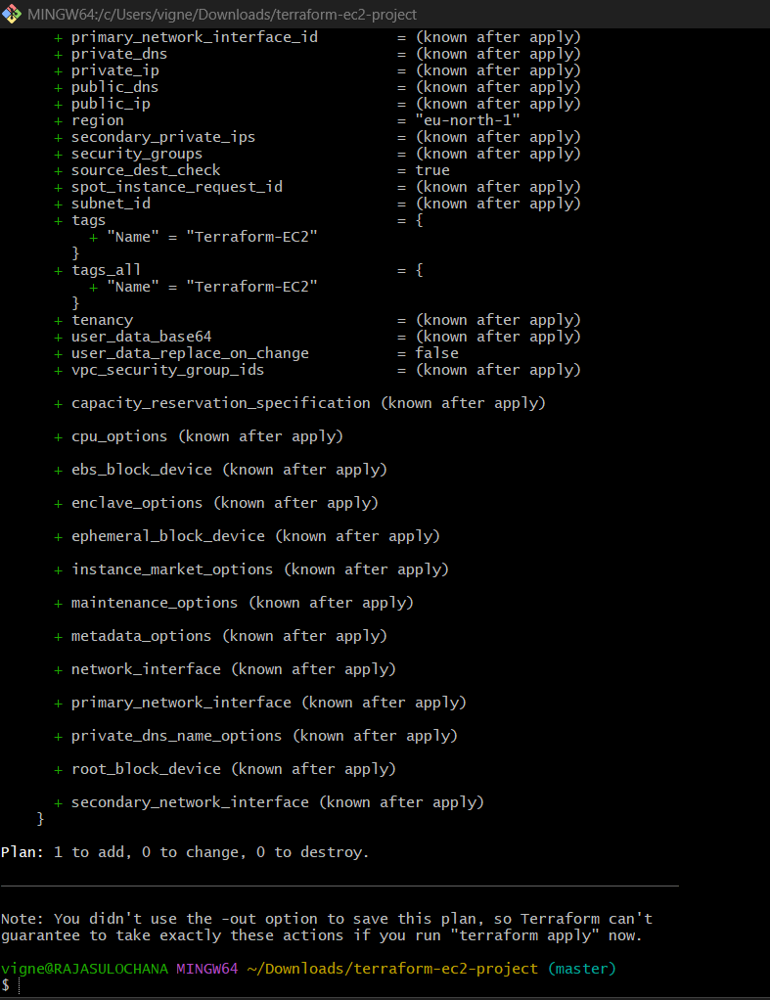 MINGW64:/c/Users/vigne/Downloads/terraform-ec2-project
+ primary_network_interface_id         = (known after apply)
+ private_dns                          = (known after apply)
+ private_ip                           = (known after apply)
+ public_dns                           = (known after apply)
+ public_ip                            = (known after apply)
+ region                               = "eu-north-1"
+ secondary_private_ips                = (known after apply)
+ security_groups                      = (known after apply)
+ source_dest_check                    = true
+ spot_instance_request_id             = (known after apply)
+ subnet_id                            = (known after apply)
+ tags                                 = {
+ "Name" = "Terraform-EC2"
}
+ tags_all                             = {
+ "Name" = "Terraform-EC2"
}
+ tenancy                              = (known after apply)
+ user_data_base64                     = (known after apply)
+ user_data_replace_on_change          = false
+ vpc_security_group_ids               = (known after apply)
+ capacity_reservation_specification (known after apply)
+ cpu_options (known after apply)
+ ebs_block_device (known after apply)
+ enclave_options (known after apply)
+ ephemeral_block_device (known after apply)
+ instance_market_options (known after apply)
+ maintenance_options (known after apply)
+ metadata_options (known after apply)
+ network_interface (known after apply)
+ primary_network_interface (known after apply)
+ private_dns_name_options (known after apply)
+ root_block_device (known after apply)
+ secondary_network_interface (known after apply)
}
Plan: 1 to add, 0 to change, 0 to destroy.
Note: You didn't use the -out option to save this plan, so Terraform can't
guarantee to take exactly these actions if you run "terraform apply" now.
vigne@RAJASULOCHANA MINGW64 ~/Downloads/terraform-ec2-project (master)
$